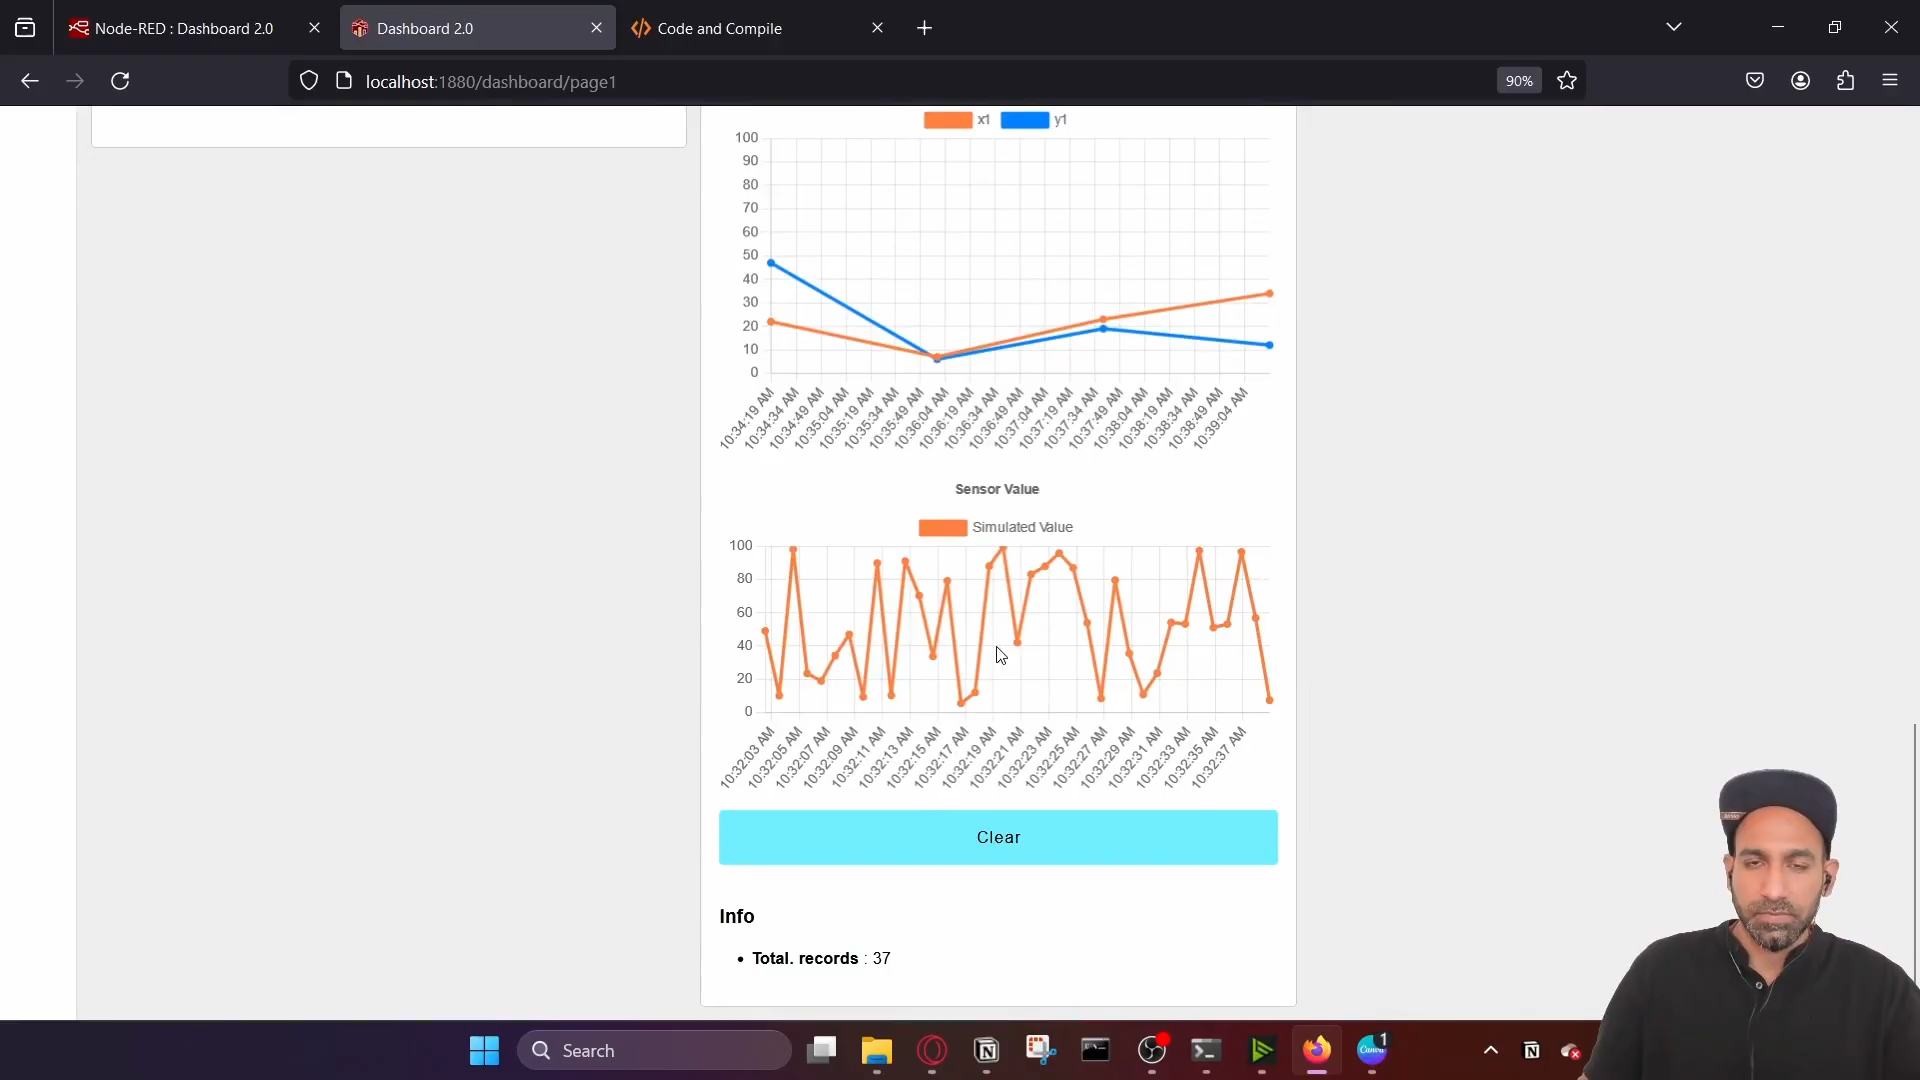 Node-RED : Dashboard 2.0
Dashboard 2.0
Code and Compile
localhost:1880/dashboard/page1
90%
x1 y1
100
90
80
70
60
50
40
30
20
10
0
10:34:19 AM 10:34:34 AM 10:34:49 AM 10:35:04 AM 10:35:19 AM 10:35:34 AM 10:35:49 AM 10:36:04 AM 10:36:19 AM 10:36:34 AM 10:36:49 AM 10:37:04 AM 10:37:19 AM 10:37:34 AM 10:37:49 AM 10:38:04 AM 10:38:19 AM 10:38:34 AM 10:38:49 AM 10:39:04 AM
Sensor Value
Simulated Value
100
80
60
40
20
0
10:32:03 AM 10:32:05 AM 10:32:07 AM 10:32:09 AM 10:32:11 AM 10:32:13 AM 10:32:15 AM 10:32:17 AM 10:32:19 AM 10:32:21 AM 10:32:23 AM 10:32:25 AM 10:32:27 AM 10:32:29 AM 10:32:31 AM 10:32:33 AM 10:32:35 AM 10:32:37 AM
Clear
Info
• Total. records : 37
Search
Canva
1